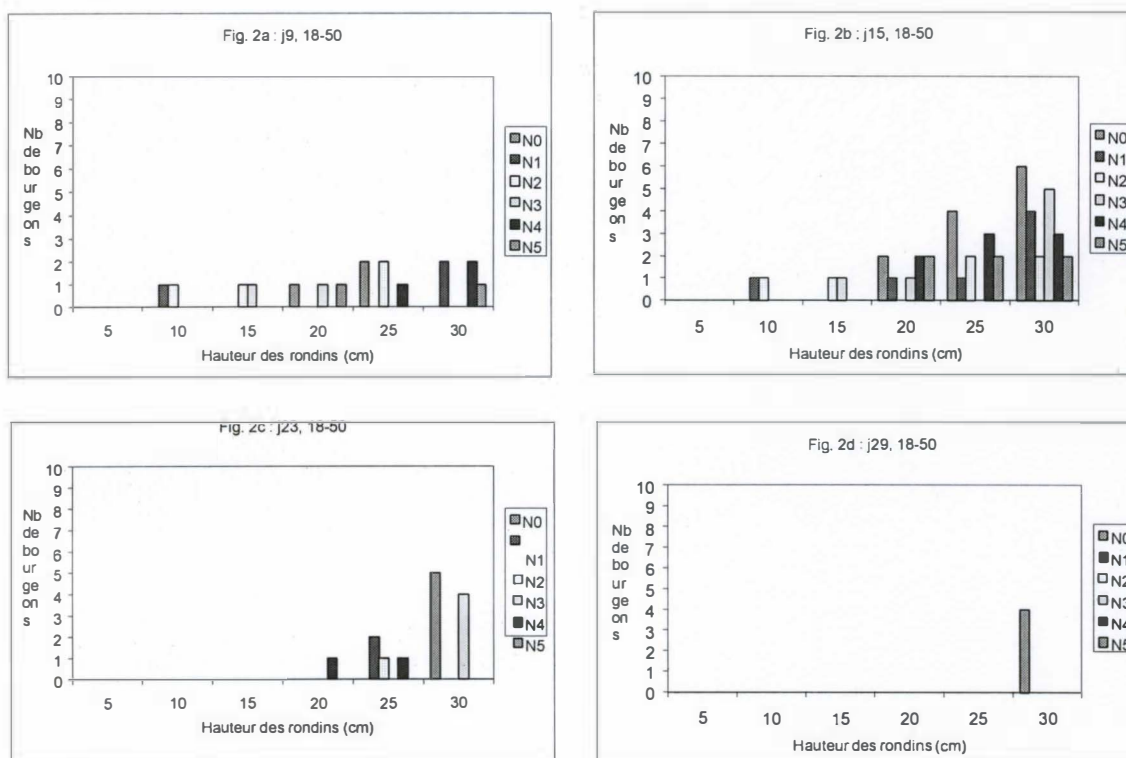 Fig. 2a : j9, 18-50
10
9
8
7
6
5
4
3
2
1
0
Nb
de
bo
ur
ge
on
s
5 10 15 20 25 30
Hauteur des rondins (cm)
N0
N1
N2
N3
N4
N5
Fig. 2b : j15, 18-50
10
9
8
7
6
5
4
3
2
1
0
Nb
de
bo
ur
ge
on
s
5 10 15 20 25 30
Hauteur des rondins (cm)
N0
N1
N2
N3
N4
N5
Fig. 2c : j23, 18-50
10
9
8
7
6
5
4
3
2
1
0
Nb
de
bo
ur
ge
on
s
5 10 15 20 25 30
Hauteur des rondins (cm)
N0
N1
N2
N3
N4
N5
Fig. 2d : j29, 18-50
10
9
8
7
6
5
4
3
2
1
0
Nb
de
bo
ur
ge
on
s
5 10 15 20 25 30
Hauteur des rondins (cm)
N0
N1
N2
N3
N4
N5